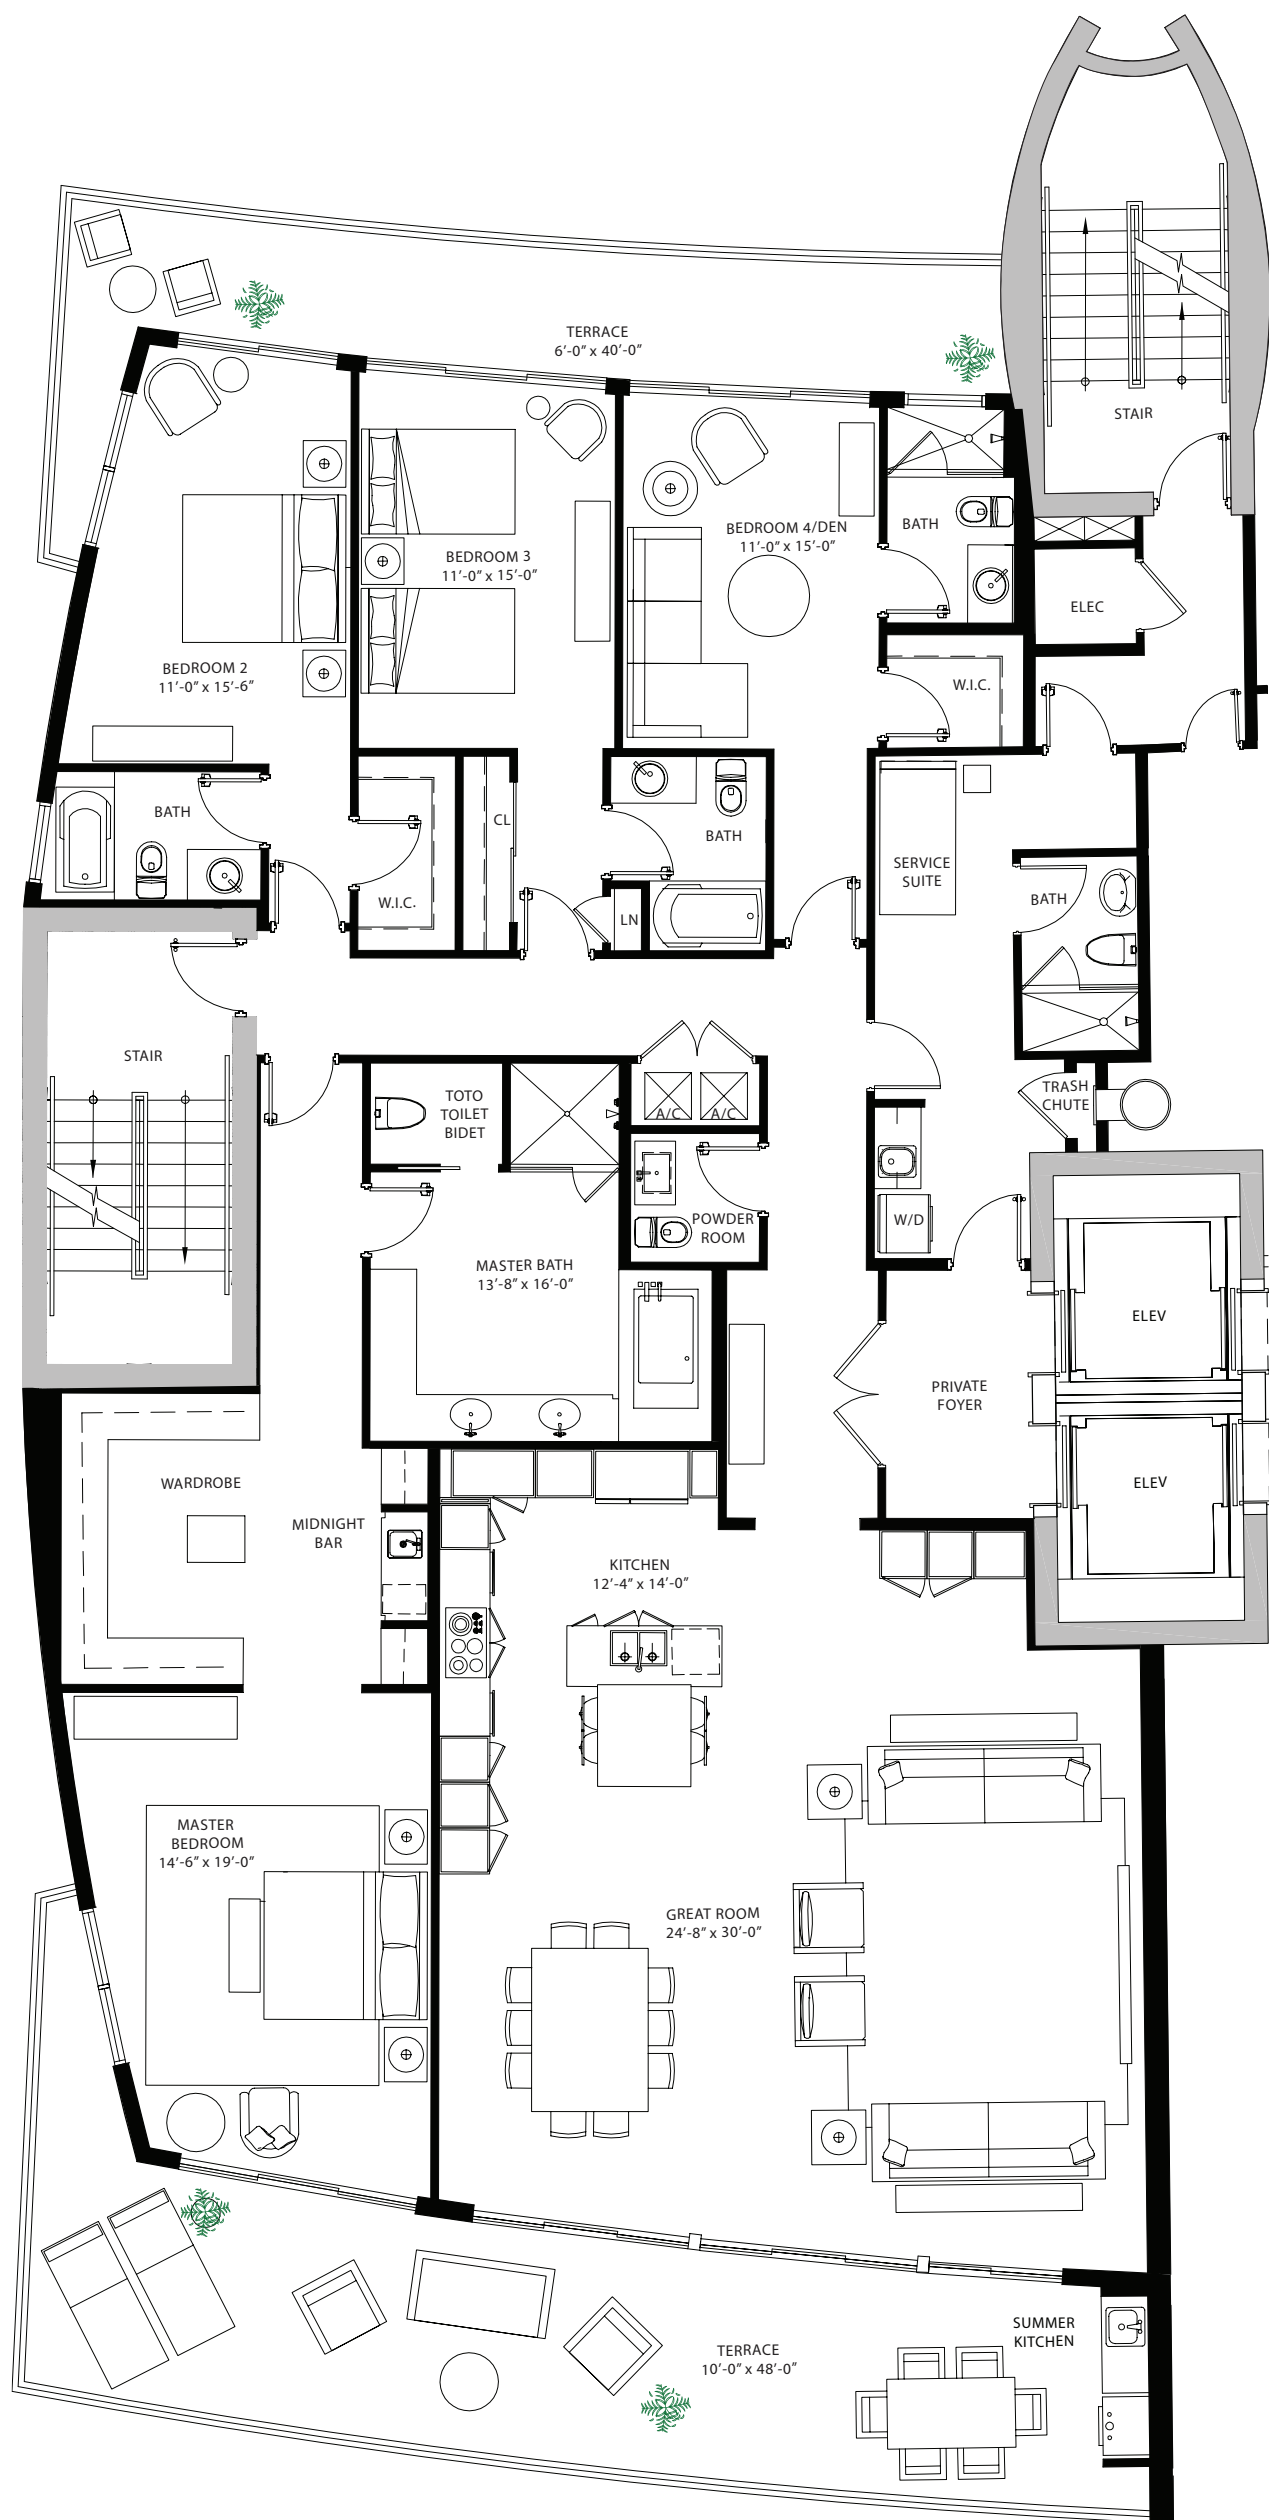 TERRACE
6'-0" x 40'-0"
STAIR
BEDROOM 4/DEN
11'-0" x 15'-0"
BATH
BEDROOM 3
11'-0" x 15'-0"
ELEC
BEDROOM 2
11'-0" x 15'-6"
W.I.C.
BATH
CL
BATH
SERVICE
SUITE
W.I.C.
LN
BATH
STAIR
TOTO
TOILET
BIDET
A/C
A/C
TRASH
CHUTE
POWDER
ROOM
W/D
MASTER BATH
13'-8" x 16'-0"
ELEV
PRIVATE
FOYER
WARDROBE
ELEV
MIDNIGHT
BAR
KITCHEN
12'-4" x 14'-0"
MASTER
BEDROOM
14'-6" x 19'-0"
GREAT ROOM
24'-8" x 30'-0"
SUMMER
KITCHEN
TERRACE
10'-0" x 48'-0"